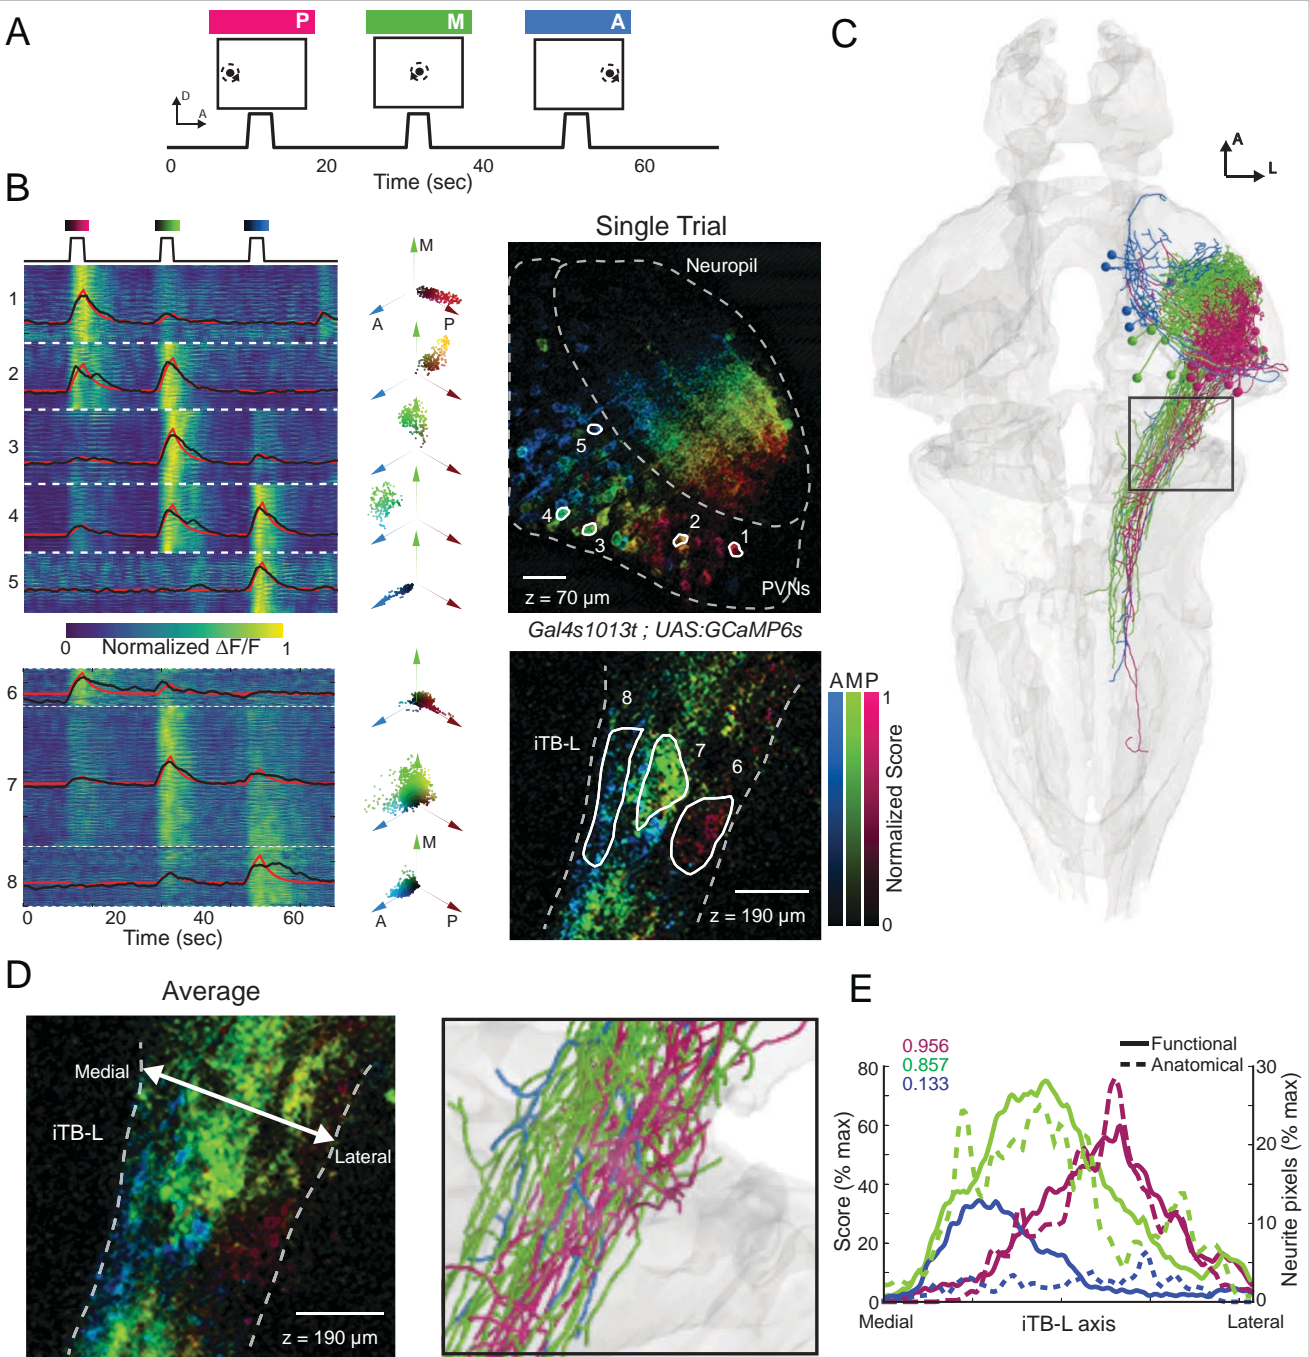 A
P
M
A
D
A
0
20
40
60
Time (sec)
B
1
2
3
4
5
0
Normalized ΔF/F
1
6
7
8
0
20
40
60
Time (sec)
M
A
P
M
A
P
Single Trial
Neuropil
5
4
3
2
1
PVNs
z = 70 µm
Gal4s1013t ; UAS:GCaMP6s
8
iTB-L
7
6
z = 190 µm
A M P
1
Normalized Score
0
C
A
L
D
Average
Medial
iTB-L
Lateral
z = 190 µm
E
0.956
0.857
0.133
Functional
Anatomical
80
60
40
20
0
Score (% max)
30
20
10
0
Neurite pixels (% max)
Medial
iTB-L axis
Lateral